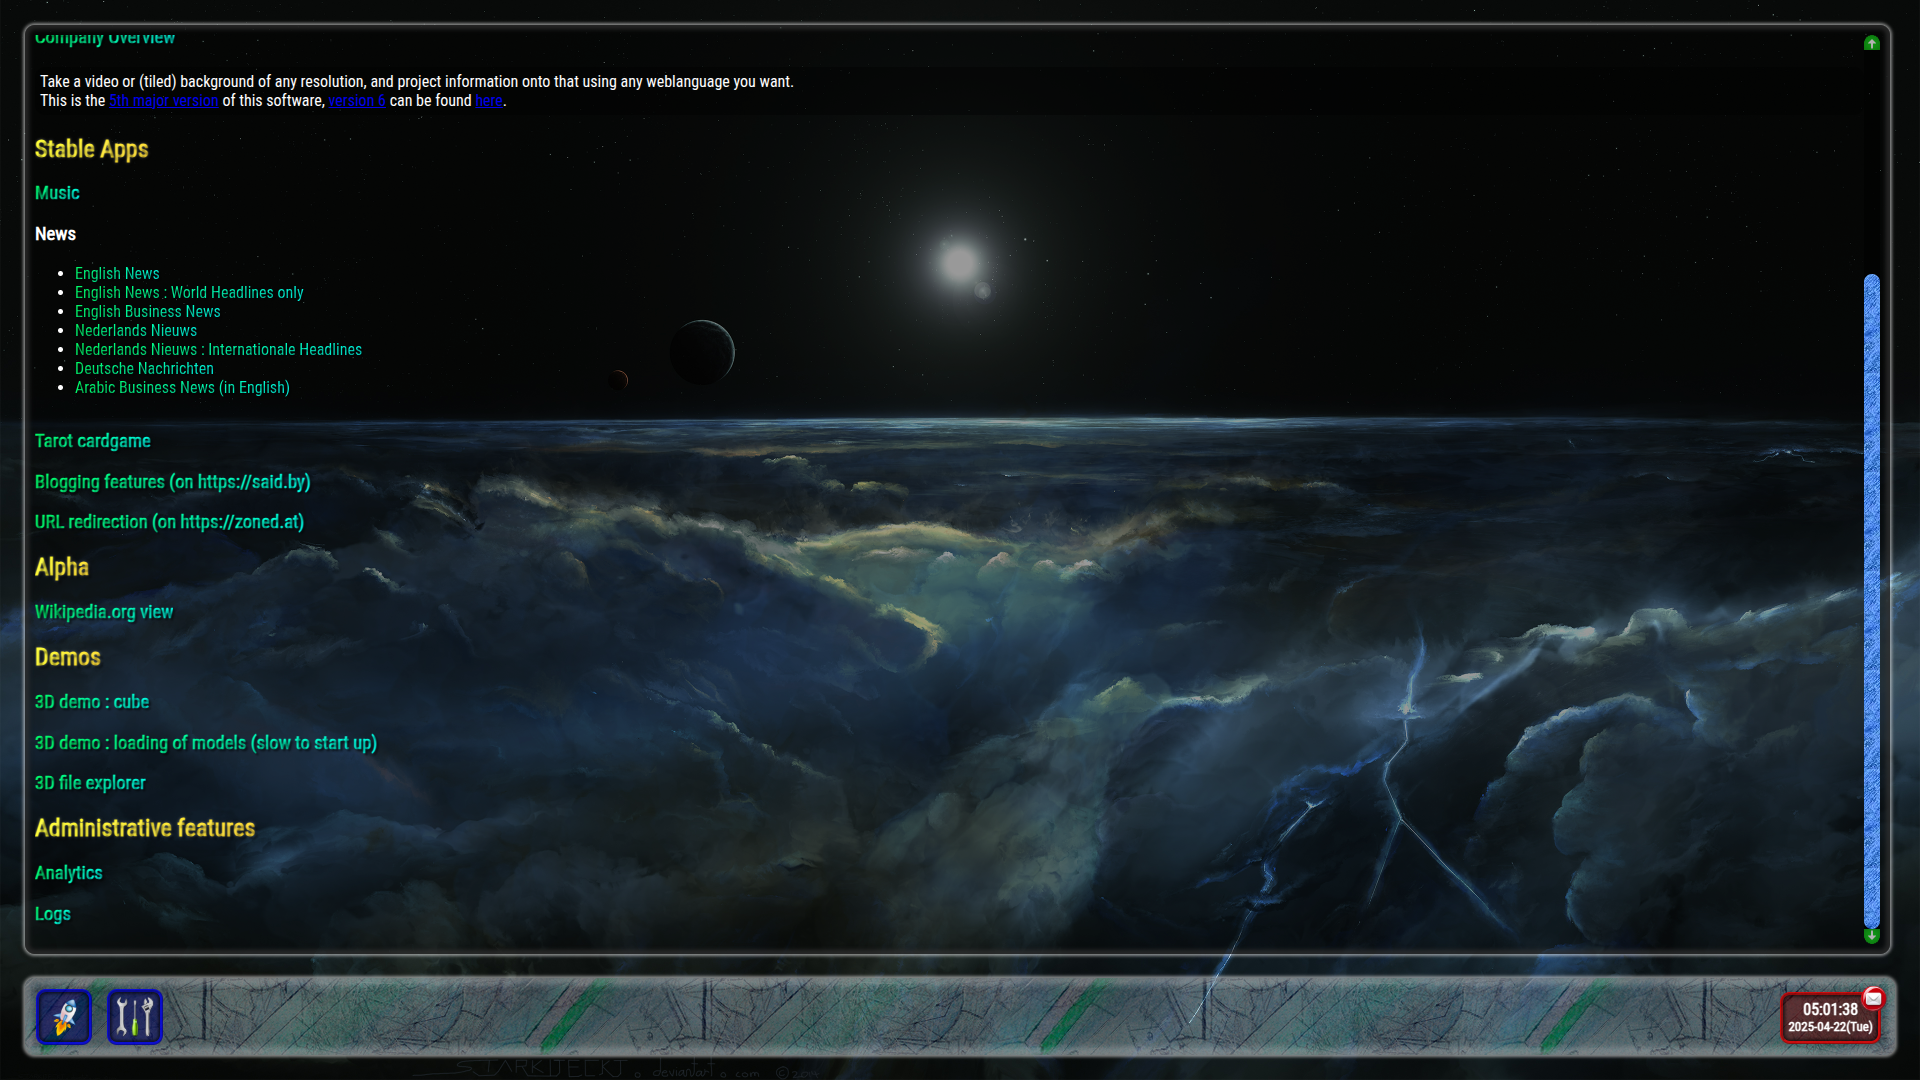 Company Overview
Take a video or (tiled) background of any resolution, and project information onto that using any weblanguage you want.
This is the 5th major version of this software, version 6 can be found here.
Stable Apps
Music
News
English News
English News : World Headlines only
English Business News
Nederlands Nieuws
Nederlands Nieuws : Internationale Headlines
Deutsche Nachrichten
Arabic Business News (in English)
Tarot cardgame
Blogging features (on https://said.by)
URL redirection (on https://zoned.at)
Alpha
Wikipedia.org view
Demos
3D demo : cube
3D demo : loading of models (slow to start up)
3D file explorer
Administrative features
Analytics
Logs
05:01:38
2025-04-22(Tue)
. deviantart . com ©